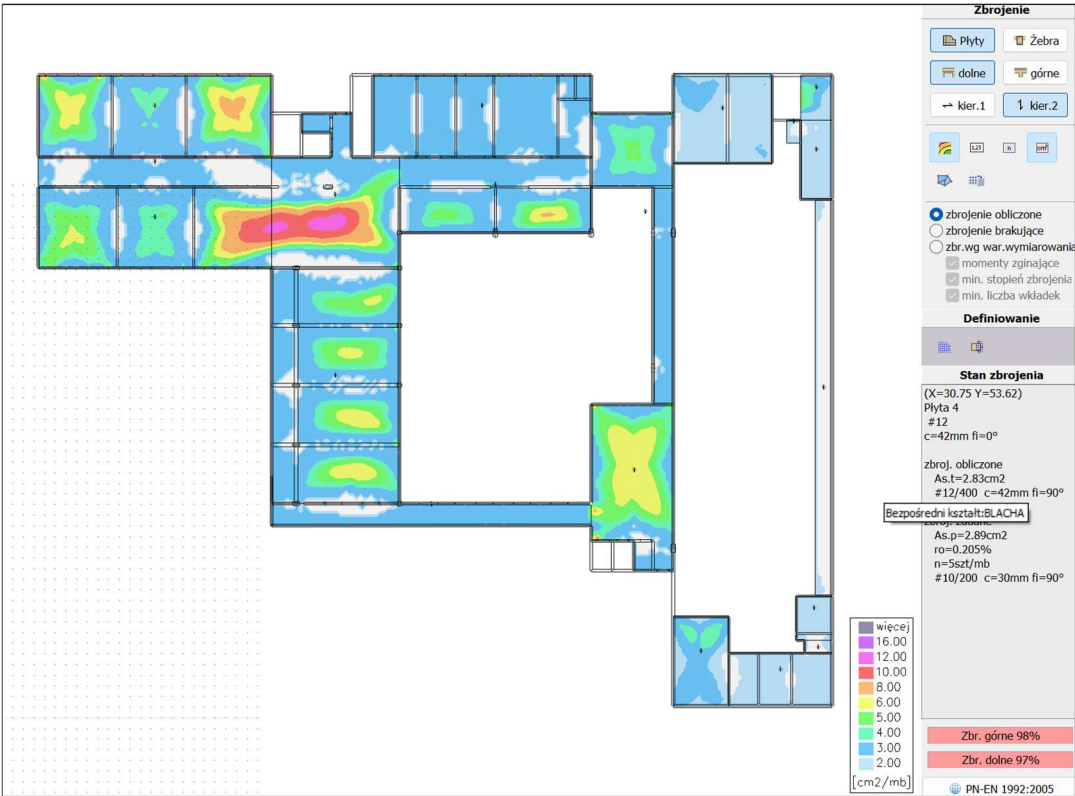 Zbrojenie
Płyty
Żebra
dolne
górne
kier.1
kier.2
1.23
n
cm²
zbrojenie obliczone
zbrojenie brakujące
zbr.wg war.wymiarowania
momenty zginające
min. stopień zbrojenia
min. liczba wkładek
Definiowanie
Stan zbrojenia
(X=30.75 Y=53.62)
Płyta 4
#12
c=42mm fi=0°
zbroj. obliczone
As.t=2.83cm2
#12/400 c=42mm fi=90°
Bezpośredni kształt:BLACHA
As.p=2.89cm2
ro=0.205%
n=5szt/mb
#10/200 c=30mm fi=90°
więcej
16.00
12.00
10.00
8.00
6.00
5.00
4.00
3.00
2.00
[cm2/mb]
Zbr. górne 98%
Zbr. dolne 97%
PN-EN 1992:2005